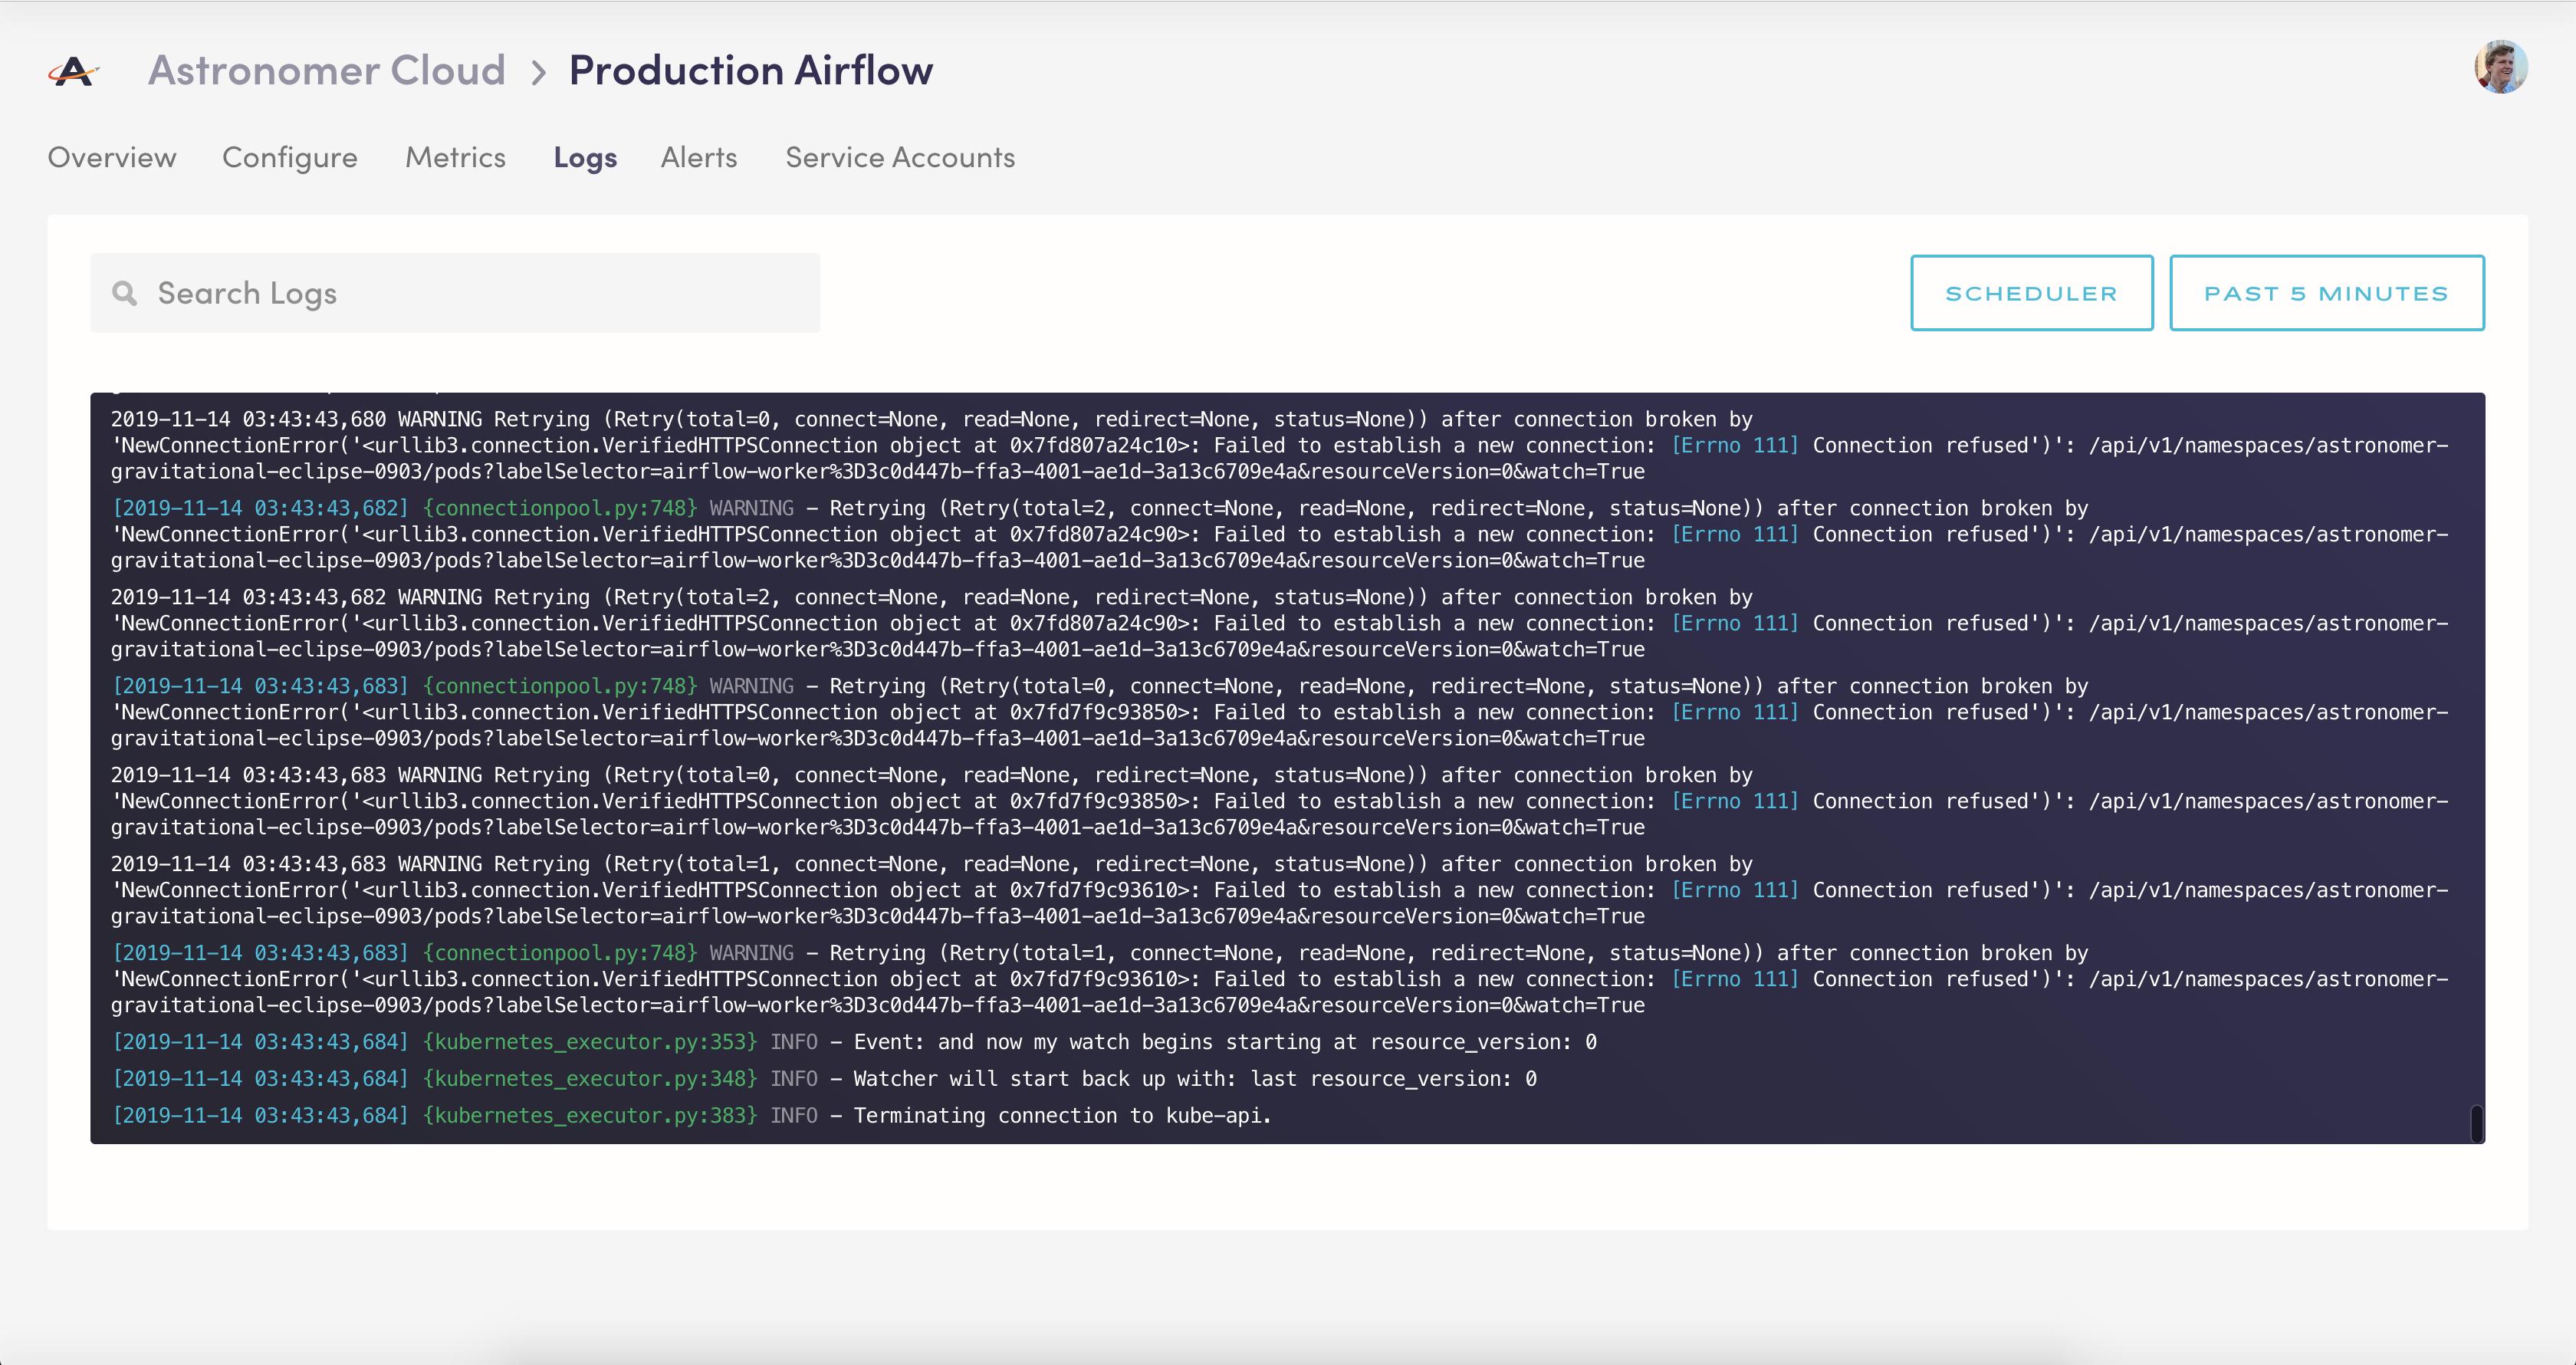 Astronomer Cloud > Production Airflow
Overview Configure Metrics Logs Alerts Service Accounts
Search Logs SCHEDULER PAST 5 MINUTES
2019-11-14 03:43:43,680 WARNING Retrying (Retry(total=0, connect=None, read=None, redirect=None, status=None)) after connection broken by
'NewConnectionError('<urllib3.connection.VerifiedHTTPSConnection object at 0x7fd807a24c10>: Failed to establish a new connection: [Errno 111] Connection refused')': /api/v1/namespaces/astronomer-
gravitational-eclipse-0903/pods?labelSelector=airflow-worker%3D3c0d447b-ffa3-4001-ae1d-3a13c6709e4a&resourceVersion=0&watch=True
[2019-11-14 03:43:43,682] {connectionpool.py:748} WARNING - Retrying (Retry(total=2, connect=None, read=None, redirect=None, status=None)) after connection broken by
'NewConnectionError('<urllib3.connection.VerifiedHTTPSConnection object at 0x7fd807a24c90>: Failed to establish a new connection: [Errno 111] Connection refused')': /api/v1/namespaces/astronomer-
gravitational-eclipse-0903/pods?labelSelector=airflow-worker%3D3c0d447b-ffa3-4001-ae1d-3a13c6709e4a&resourceVersion=0&watch=True
2019-11-14 03:43:43,682 WARNING Retrying (Retry(total=2, connect=None, read=None, redirect=None, status=None)) after connection broken by
'NewConnectionError('<urllib3.connection.VerifiedHTTPSConnection object at 0x7fd807a24c90>: Failed to establish a new connection: [Errno 111] Connection refused')': /api/v1/namespaces/astronomer-
gravitational-eclipse-0903/pods?labelSelector=airflow-worker%3D3c0d447b-ffa3-4001-ae1d-3a13c6709e4a&resourceVersion=0&watch=True
[2019-11-14 03:43:43,683] {connectionpool.py:748} WARNING - Retrying (Retry(total=0, connect=None, read=None, redirect=None, status=None)) after connection broken by
'NewConnectionError('<urllib3.connection.VerifiedHTTPSConnection object at 0x7fd7f9c93850>: Failed to establish a new connection: [Errno 111] Connection refused')': /api/v1/namespaces/astronomer-
gravitational-eclipse-0903/pods?labelSelector=airflow-worker%3D3c0d447b-ffa3-4001-ae1d-3a13c6709e4a&resourceVersion=0&watch=True
2019-11-14 03:43:43,683 WARNING Retrying (Retry(total=0, connect=None, read=None, redirect=None, status=None)) after connection broken by
'NewConnectionError('<urllib3.connection.VerifiedHTTPSConnection object at 0x7fd7f9c93850>: Failed to establish a new connection: [Errno 111] Connection refused')': /api/v1/namespaces/astronomer-
gravitational-eclipse-0903/pods?labelSelector=airflow-worker%3D3c0d447b-ffa3-4001-ae1d-3a13c6709e4a&resourceVersion=0&watch=True
2019-11-14 03:43:43,683 WARNING Retrying (Retry(total=1, connect=None, read=None, redirect=None, status=None)) after connection broken by
'NewConnectionError('<urllib3.connection.VerifiedHTTPSConnection object at 0x7fd7f9c93610>: Failed to establish a new connection: [Errno 111] Connection refused')': /api/v1/namespaces/astronomer-
gravitational-eclipse-0903/pods?labelSelector=airflow-worker%3D3c0d447b-ffa3-4001-ae1d-3a13c6709e4a&resourceVersion=0&watch=True
[2019-11-14 03:43:43,683] {connectionpool.py:748} WARNING - Retrying (Retry(total=1, connect=None, read=None, redirect=None, status=None)) after connection broken by
'NewConnectionError('<urllib3.connection.VerifiedHTTPSConnection object at 0x7fd7f9c93610>: Failed to establish a new connection: [Errno 111] Connection refused')': /api/v1/namespaces/astronomer-
gravitational-eclipse-0903/pods?labelSelector=airflow-worker%3D3c0d447b-ffa3-4001-ae1d-3a13c6709e4a&resourceVersion=0&watch=True
[2019-11-14 03:43:43,684] {kubernetes_executor.py:353} INFO - Event: and now my watch begins starting at resource_version: 0
[2019-11-14 03:43:43,684] {kubernetes_executor.py:348} INFO - Watcher will start back up with: last resource_version: 0
[2019-11-14 03:43:43,684] {kubernetes_executor.py:383} INFO - Terminating connection to kube-api.